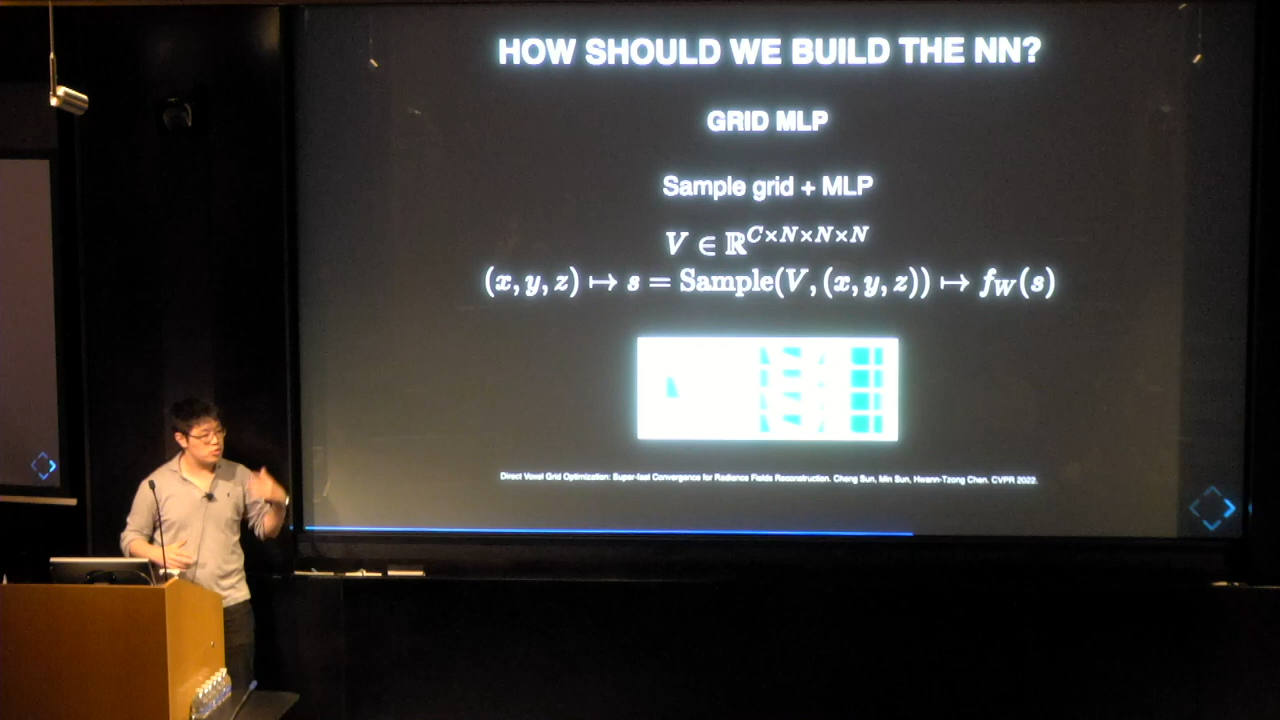 HOW SHOULD WE BUILD THE NN?
GRID MLP
Sample grid + MLP
V ∈ ℝ^{C×N×N×N}
(x, y, z) ↦ s = Sample(V, (x, y, z)) ↦ f_W(s)
Direct Voxel Grid Optimization: Super-fast Convergence for Radiance Fields Reconstruction. Cheng Sun, Min Sun, Hwann-Tzong Chen. CVPR 2022.